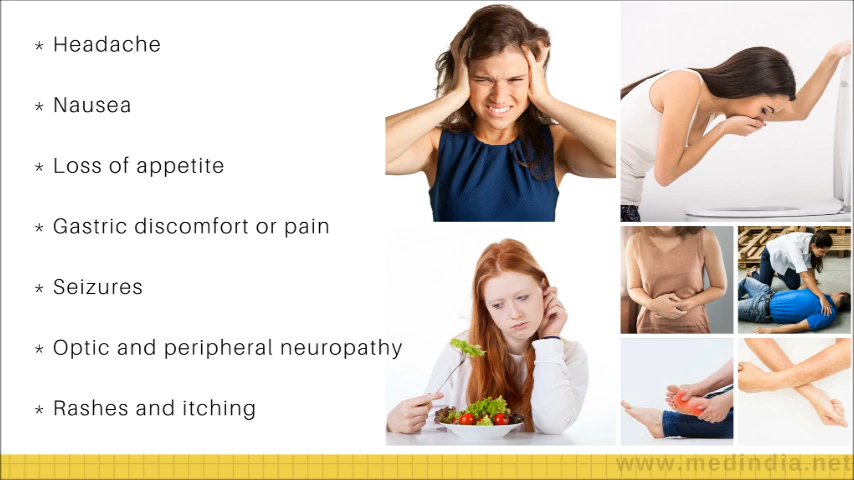 * Headache
* Nausea
* Loss of appetite
* Gastric discomfort or pain
* Seizures
* Optic and peripheral neuropathy
* Rashes and itching
www.medindia.net